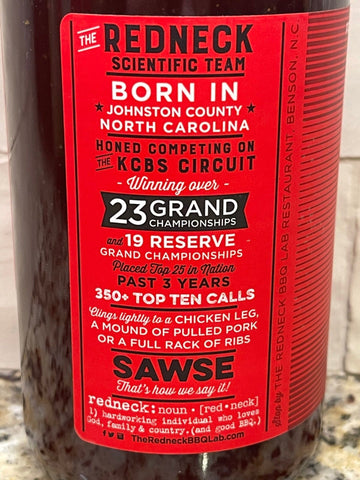 THE REDNECK
SCIENTIFIC TEAM
BORN IN
JOHNSTON COUNTY
NORTH CAROLINA
HONED COMPETING ON
THE KCBS CIRCUIT
- Winning over -
23 GRAND
CHAMPIONSHIPS
and 19 RESERVE
GRAND CHAMPIONSHIPS
Placed Top 25 in Nation
PAST 3 YEARS
350+ TOP TEN CALLS
Clings lightly to a CHICKEN LEG,
A MOUND OF PULLED PORK
OR A FULL RACK OF RIBS
SAWSE
That's how we say it!
redneck: noun • [red • neck]
1) hardworking individual who loves
God, family & country. (and good BBQ.)
TheRedneckBBQLab.com
BY THE REDNECK BBQ LAB RESTAURANT, BENSON, N.C.